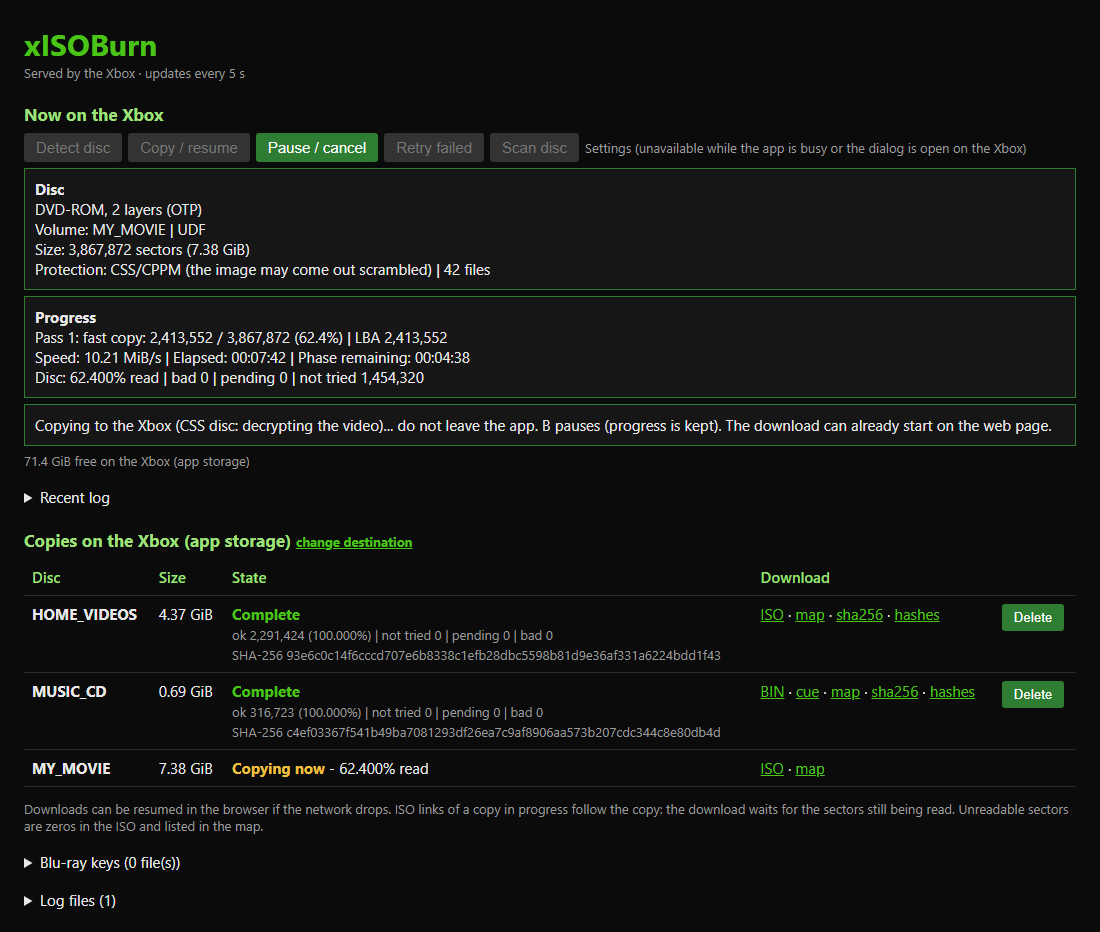 xISOBurn
Served by the Xbox · updates every 5 s
Now on the Xbox
Detect disc Copy / resume Pause / cancel Retry failed Scan disc Settings (unavailable while the app is busy or the dialog is open on the Xbox)
Disc
DVD-ROM, 2 layers (OTP)
Volume: MY_MOVIE | UDF
Size: 3,867,872 sectors (7.38 GiB)
Protection: CSS/CPPM (the image may come out scrambled) | 42 files
Progress
Pass 1: fast copy: 2,413,552 / 3,867,872 (62.4%) | LBA 2,413,552
Speed: 10.21 MiB/s | Elapsed: 00:07:42 | Phase remaining: 00:04:38
Disc: 62.400% read | bad 0 | pending 0 | not tried 1,454,320
Copying to the Xbox (CSS disc: decrypting the video)... do not leave the app. B pauses (progress is kept). The download can already start on the web page.
71.4 GiB free on the Xbox (app storage)
▶ Recent log
Copies on the Xbox (app storage) change destination
Disc Size State Download
HOME_VIDEOS 4.37 GiB Complete ISO · map · sha256 · hashes Delete
ok 2,291,424 (100.000%) | not tried 0 | pending 0 | bad 0
SHA-256 93e6c0c14f6cccd707e6b8338c1efb28dbc5598b81d9e36af331a6224bdd1f43
MUSIC_CD 0.69 GiB Complete BIN · cue · map · sha256 · hashes Delete
ok 316,723 (100.000%) | not tried 0 | pending 0 | bad 0
SHA-256 c4ef03367f541b49ba7081293df26ea7c9af8906aa573b207cdc344c8e80db4d
MY_MOVIE 7.38 GiB Copying now - 62.400% read ISO · map
Downloads can be resumed in the browser if the network drops. ISO links of a copy in progress follow the copy: the download waits for the sectors still being read. Unreadable sectors
are zeros in the ISO and listed in the map.
▶ Blu-ray keys (0 file(s))
▶ Log files (1)